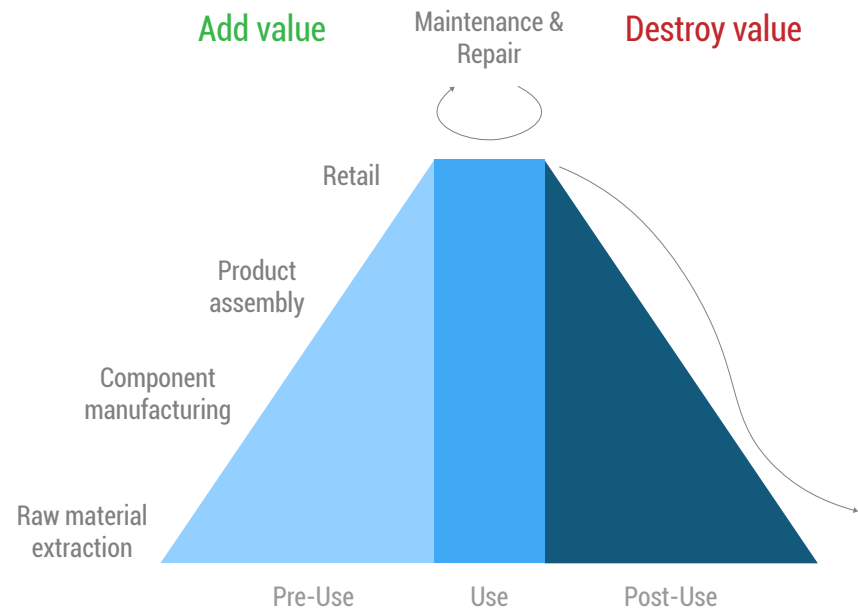 Add value
Maintenance &
Repair
Destroy value
Retail
Product
assembly
Component
manufacturing
Raw material
extraction
Pre-Use
Use
Post-Use